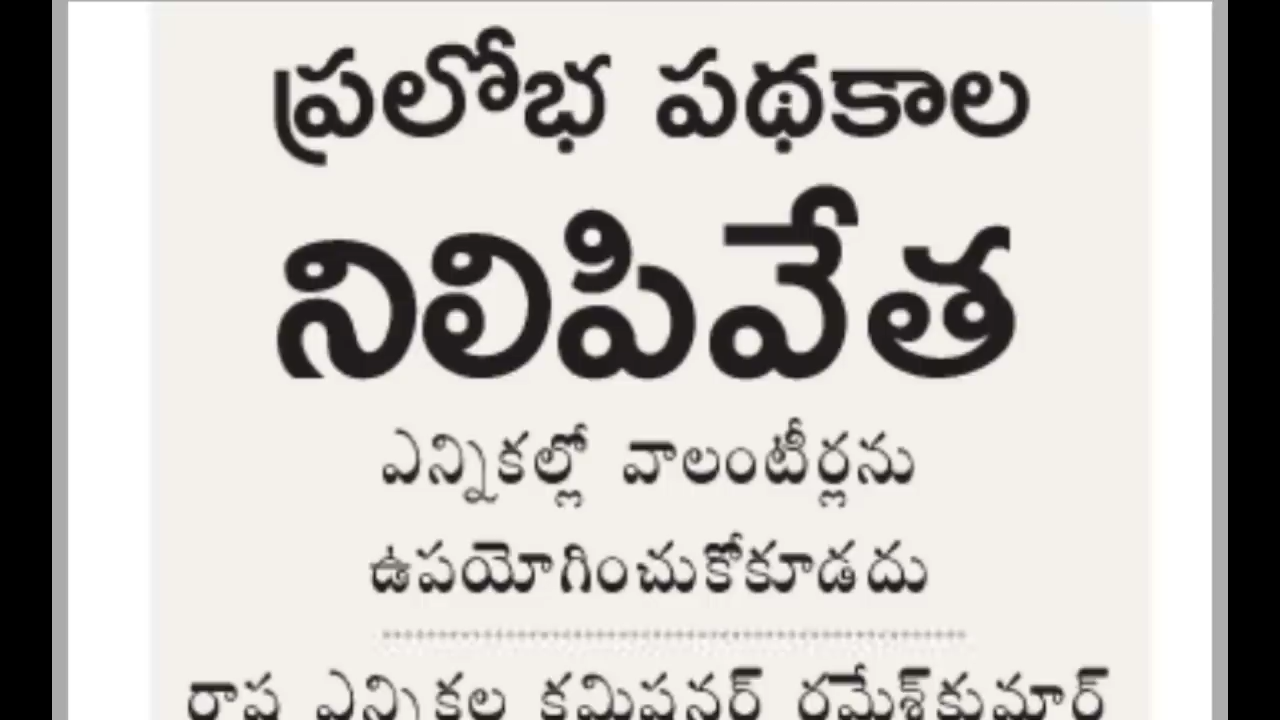 ప్రలోభ పథకాల
నిలిపివేత
ఎన్నికల్లో వాలంటీర్లను
ఉపయోగించుకోకూడదు
రాష్ట్ర ఎన్నికల కమిషనర్ రమేశ్‌కుమార్